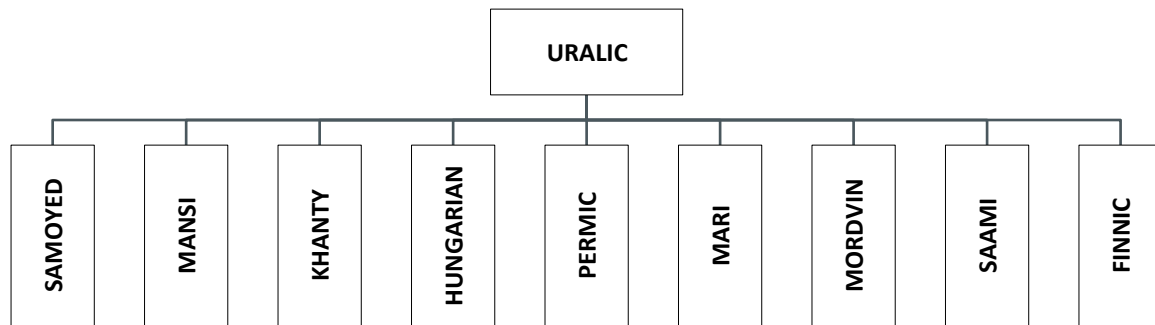 URALIC
SAMOYED
MANSI
KHANTY
HUNGARIAN
PERMIC
MARI
MORDVIN
SAAMI
FINNIC